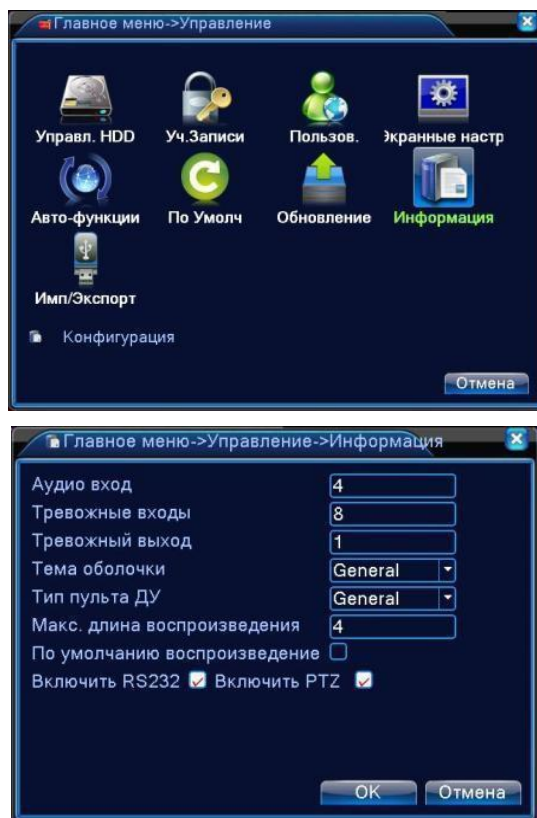 Главное меню->Управление
Управл. HDD Уч.Записи Пользов. Экранные настр
Авто-функции По Умолч Обновление Информация
Имп/Экспорт
Конфигурация
Отмена
Главное меню->Управление->Информация
Аудио вход 4
Тревожные входы 8
Тревожный выход 1
Тема оболочки General
Тип пульта ДУ General
Макс. длина воспроизведения 4
По умолчанию воспроизведение
Включить RS232 Включить PTZ
OK Отмена